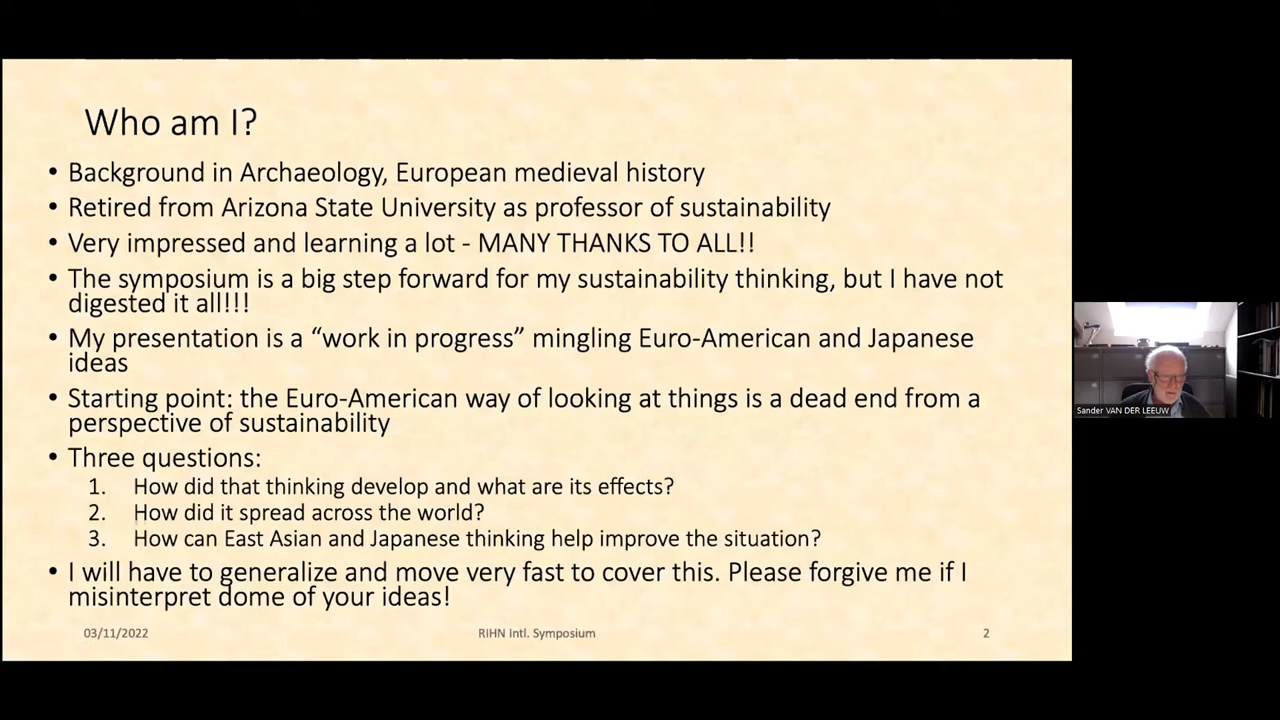 Who am I?
• Background in Archaeology, European medieval history
• Retired from Arizona State University as professor of sustainability
• Very impressed and learning a lot - MANY THANKS TO ALL!!
• The symposium is a big step forward for my sustainability thinking, but I have not
digested it all!!!
• My presentation is a “work in progress” mingling Euro-American and Japanese
ideas
• Starting point: the Euro-American way of looking at things is a dead end from a
perspective of sustainability
• Three questions:
1. How did that thinking develop and what are its effects?
2. How did it spread across the world?
3. How can East Asian and Japanese thinking help improve the situation?
• I will have to generalize and move very fast to cover this. Please forgive me if I
misinterpret dome of your ideas!
03/11/2022 RIHN Intl. Symposium 2
Sander VAN DER LEEUW